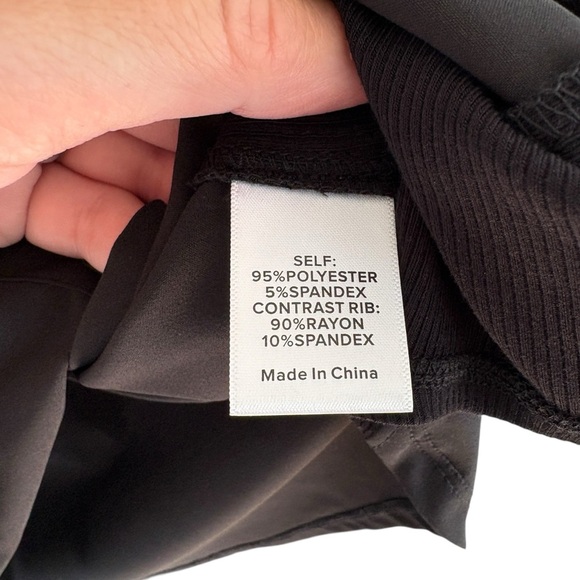 SELF:
95%POLYESTER
5%SPANDEX
CONTRAST RIB:
90%RAYON
10%SPANDEX
Made In China